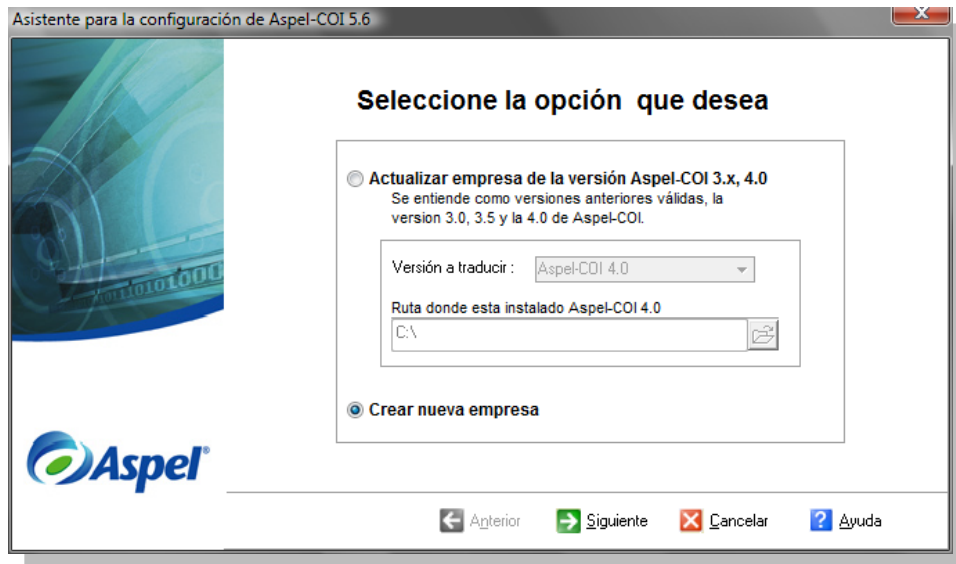 Asistente para la configuración de Aspel-COI 5.6
Seleccione la opción que desea
Actualizar empresa de la versión Aspel-COI 3.x, 4.0
Se entiende como versiones anteriores válidas, la
version 3.0, 3.5 y la 4.0 de Aspel-COI.
Versión a traducir :
Aspel-COI 4.0
Ruta donde esta instalado Aspel-COI 4.0
C:\
Crear nueva empresa
Aspel®
Anterior
Siguiente
Cancelar
Ayuda